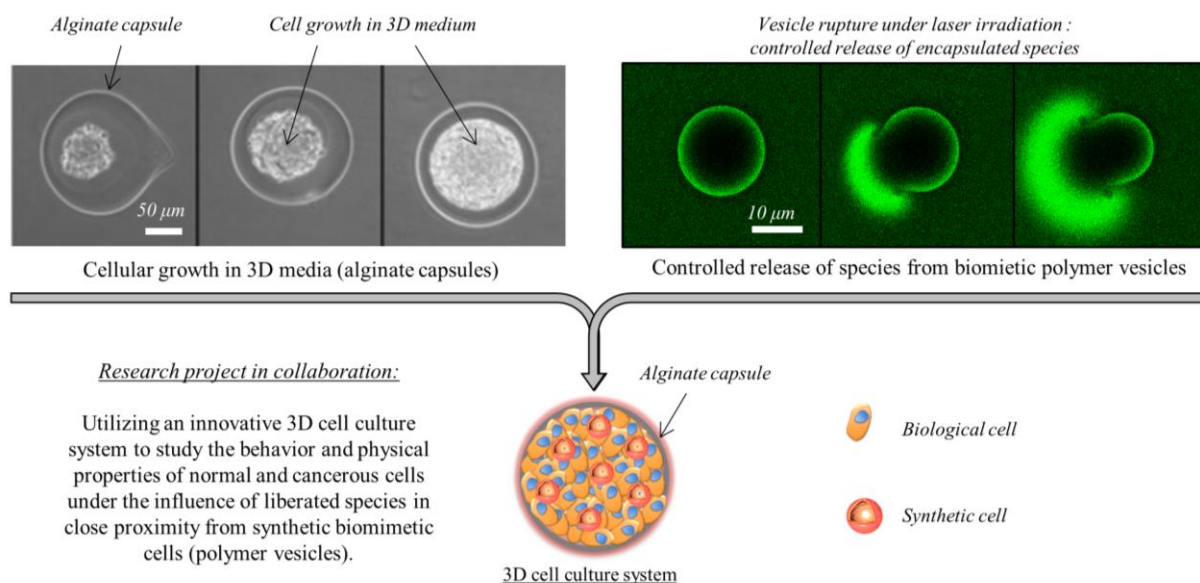 Alginate capsule
Cell growth in 3D medium
50 μm
Cellular growth in 3D media (alginate capsules)
Vesicle rupture under laser irradiation :
controlled release of encapsulated species
10 μm
Controlled release of species from biomietic polymer vesicles
Research project in collaboration:
Utilizing an innovative 3D cell culture
system to study the behavior and physical
properties of normal and cancerous cells
under the influence of liberated species in
close proximity from synthetic biomimetic
cells (polymer vesicles).
Alginate capsule
3D cell culture system
Biological cell
Synthetic cell